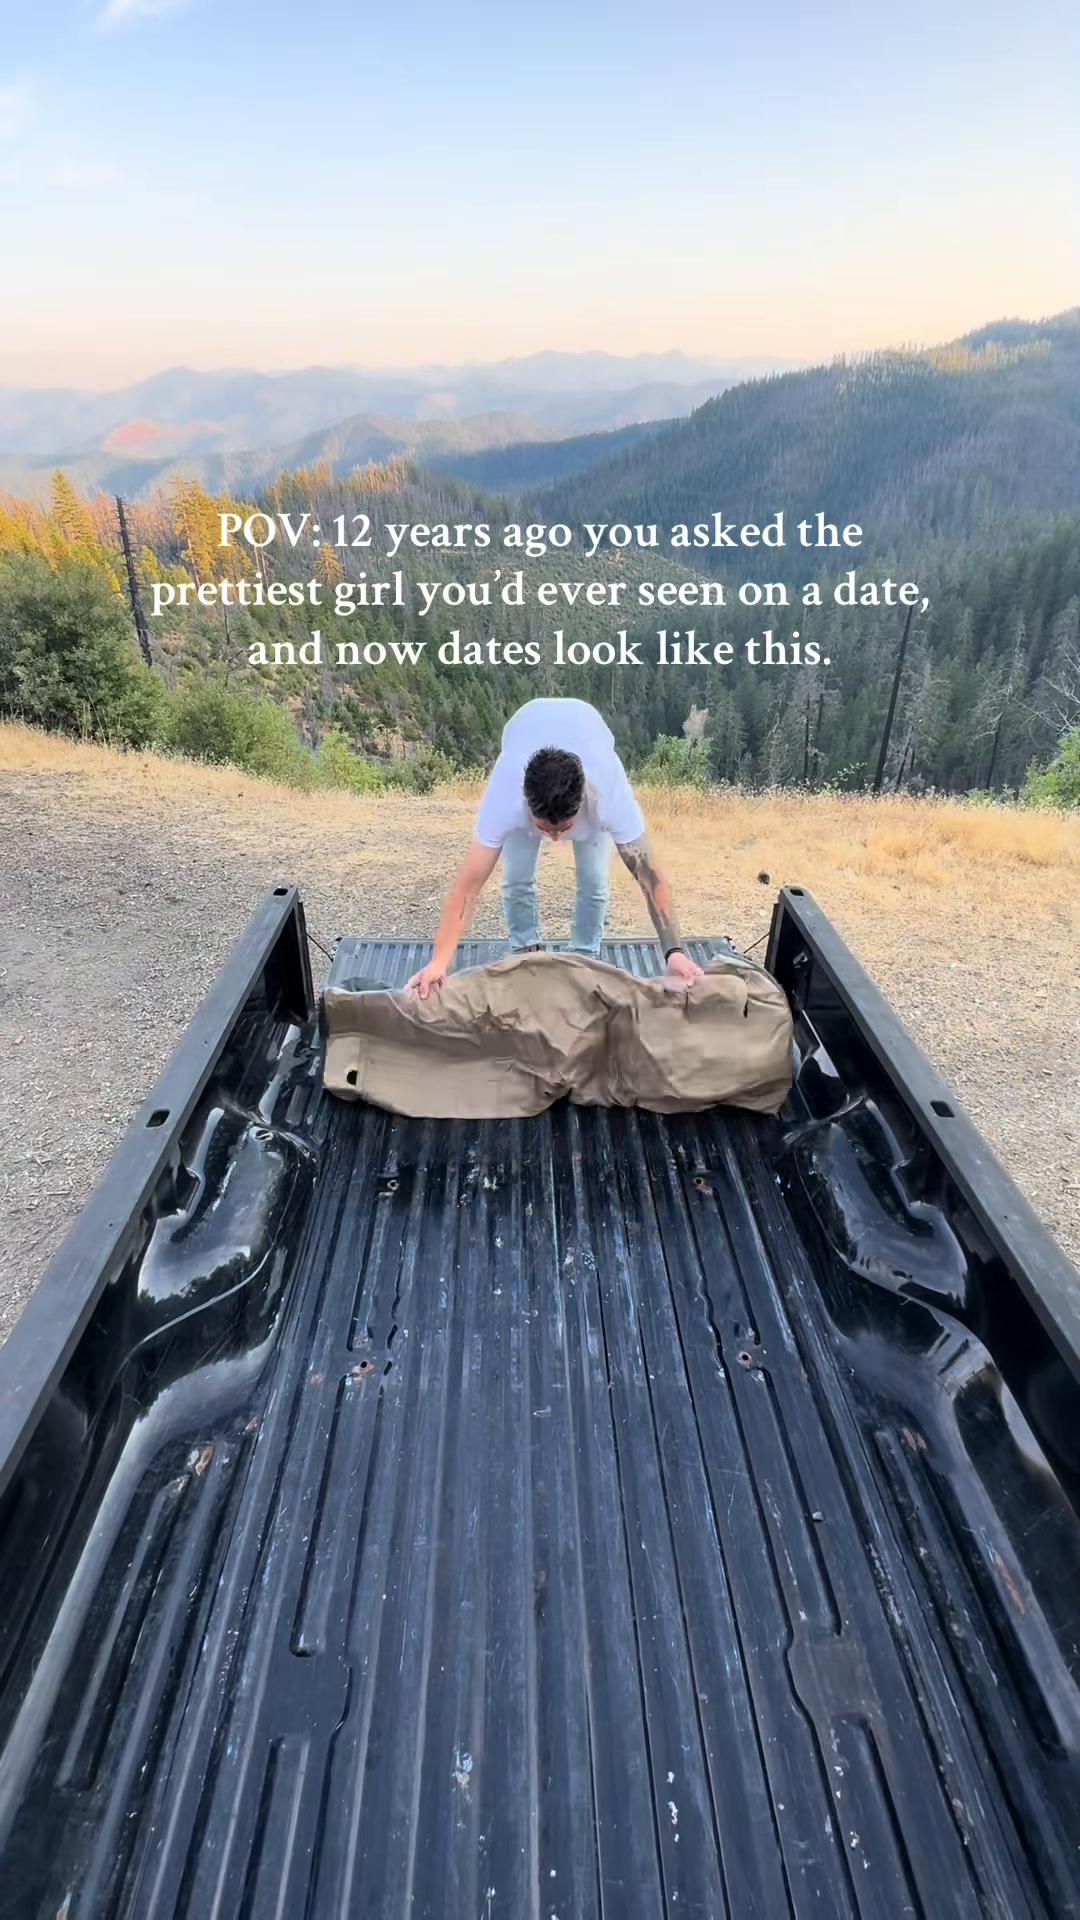 POV: 12 years ago you asked the
prettiest girl you’d ever seen on a date,
and now dates look like this.